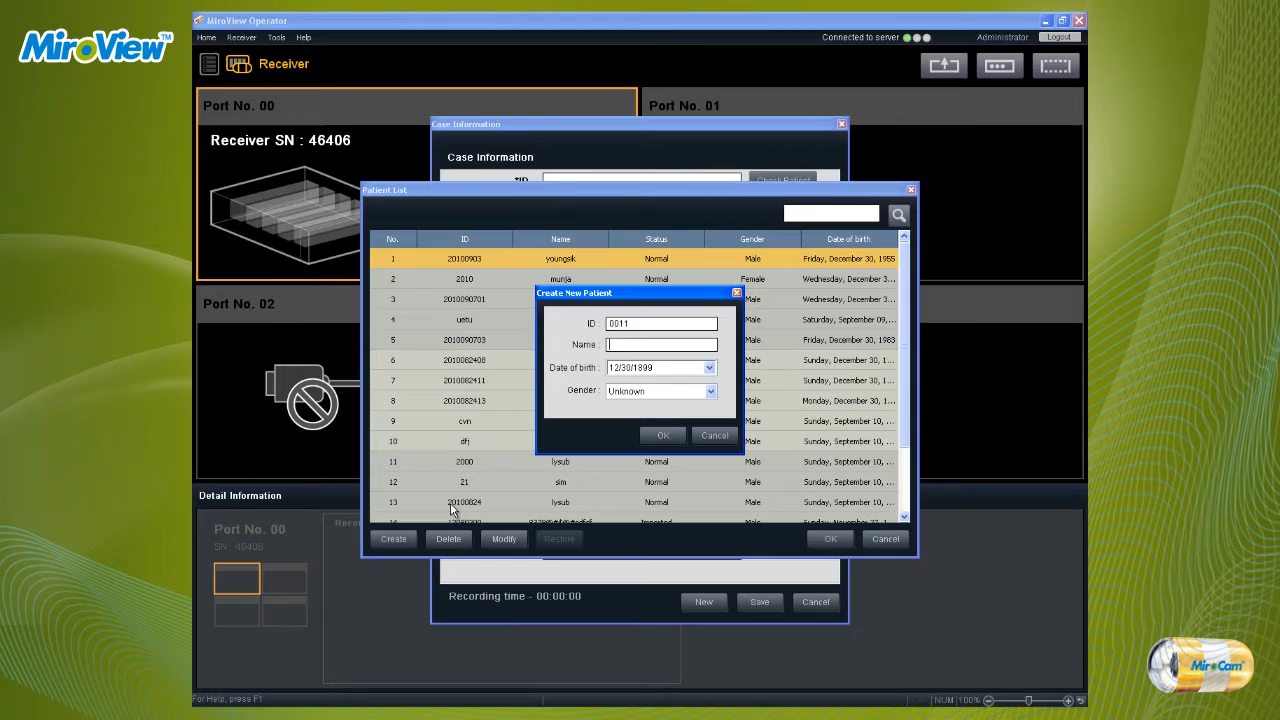 MiroView
MiroView Operator
Home Receiver Tools Help
Connected to server Administrator Logout
Receiver
Port No. 00
Port No. 01
Receiver SN : 46406
Case Information
Case Information
*ID Check Patient
Patient List
No. ID Name Status Gender Date of birth
1 20100903 youngsik Normal Male Friday, December 30, 1955
2 2010 munja Normal Female Wednesday, December 3...
3 2010090701 Male Wednesday, December 3...
4 uetu Male Saturday, September 09,...
5 2010090703 Male Friday, December 30, 1983
6 2010082408 Male Sunday, December 30, 1...
7 2010082411 Male Sunday, December 30, 1...
8 2010082413 Male Monday, December 30, 1...
9 cvn Male Sunday, September 10, ...
10 dfj Male Sunday, September 10, ...
11 2000 lysub Normal Male Sunday, September 10, ...
12 21 sim Normal Male Sunday, September 10, ...
13 20100824 lysub Normal Male Sunday, September 10, ...
Create New Patient
ID : 0011
Name :
Date of birth : 12/30/1899
Gender : Unknown
OK Cancel
Create Delete Modify Restore OK Cancel
Port No. 02
Detail Information
Port No. 00
SN : 46406
Recording time - 00:00:00
New Save Cancel
For Help, press F1
NUM 100%
MiroCam